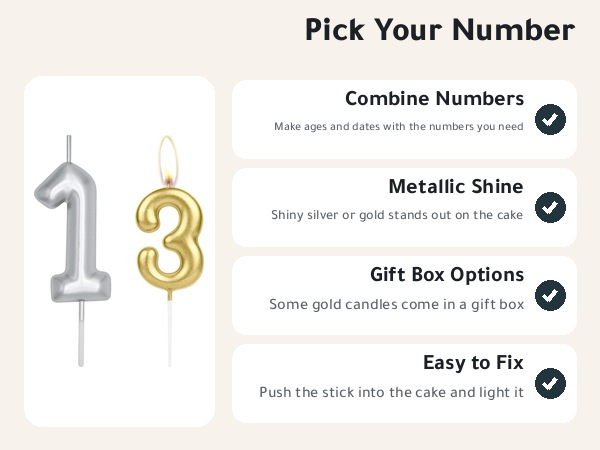 Pick Your Number
Combine Numbers
Make ages and dates with the numbers you need
Metallic Shine
Shiny silver or gold stands out on the cake
Gift Box Options
Some gold candles come in a gift box
Easy to Fix
Push the stick into the cake and light it
1 3